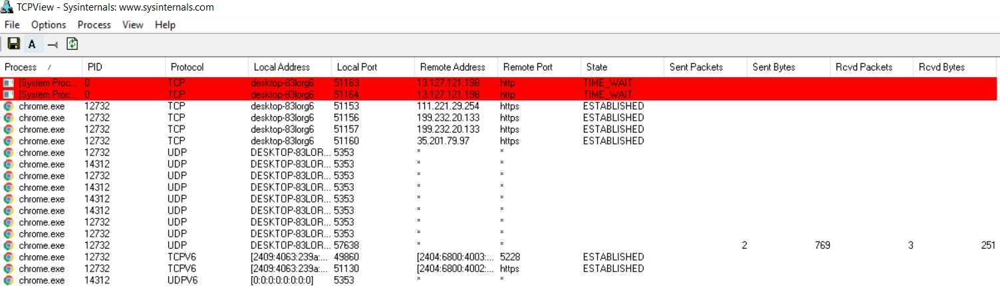 TCPView - Sysinternals: www.sysinternals.com
File Options Process View Help
A
Process / PID Protocol Local Address Local Port Remote Address Remote Port State Sent Packets Sent Bytes Rcvd Packets Rcvd Bytes
[System Proc... 0 TCP desktop-83lorg6 51163 13.127.121.198 http TIME_WAIT
[System Proc... 0 TCP desktop-83lorg6 51164 13.127.121.198 http TIME_WAIT
chrome.exe 12732 TCP desktop-83lorg6 51153 111.221.29.254 https ESTABLISHED
chrome.exe 12732 TCP desktop-83lorg6 51156 199.232.20.133 https ESTABLISHED
chrome.exe 12732 TCP desktop-83lorg6 51157 199.232.20.133 https ESTABLISHED
chrome.exe 12732 TCP desktop-83lorg6 51160 35.201.79.97 https ESTABLISHED
chrome.exe 12732 UDP DESKTOP-83LOR... 5353 * *
chrome.exe 14312 UDP DESKTOP-83LOR... 5353 * *
chrome.exe 12732 UDP DESKTOP-83LOR... 5353 * *
chrome.exe 14312 UDP DESKTOP-83LOR... 5353 * *
chrome.exe 14312 UDP DESKTOP-83LOR... 5353 * *
chrome.exe 14312 UDP DESKTOP-83LOR... 5353 * *
chrome.exe 12732 UDP DESKTOP-83LOR... 5353 * *
chrome.exe 12732 UDP DESKTOP-83LOR... 5353 * *
chrome.exe 12732 UDP DESKTOP-83LOR... 57638 * * 2 769 3 251
chrome.exe 12732 TCPV6 [2409:4063:239a:... 49860 [2404:6800:4003:... 5228 ESTABLISHED
chrome.exe 12732 TCPV6 [2409:4063:239a:... 51130 [2404:6800:4002:... https ESTABLISHED
chrome.exe 14312 UDPV6 [0:0:0:0:0:0:0:0] 5353 * *